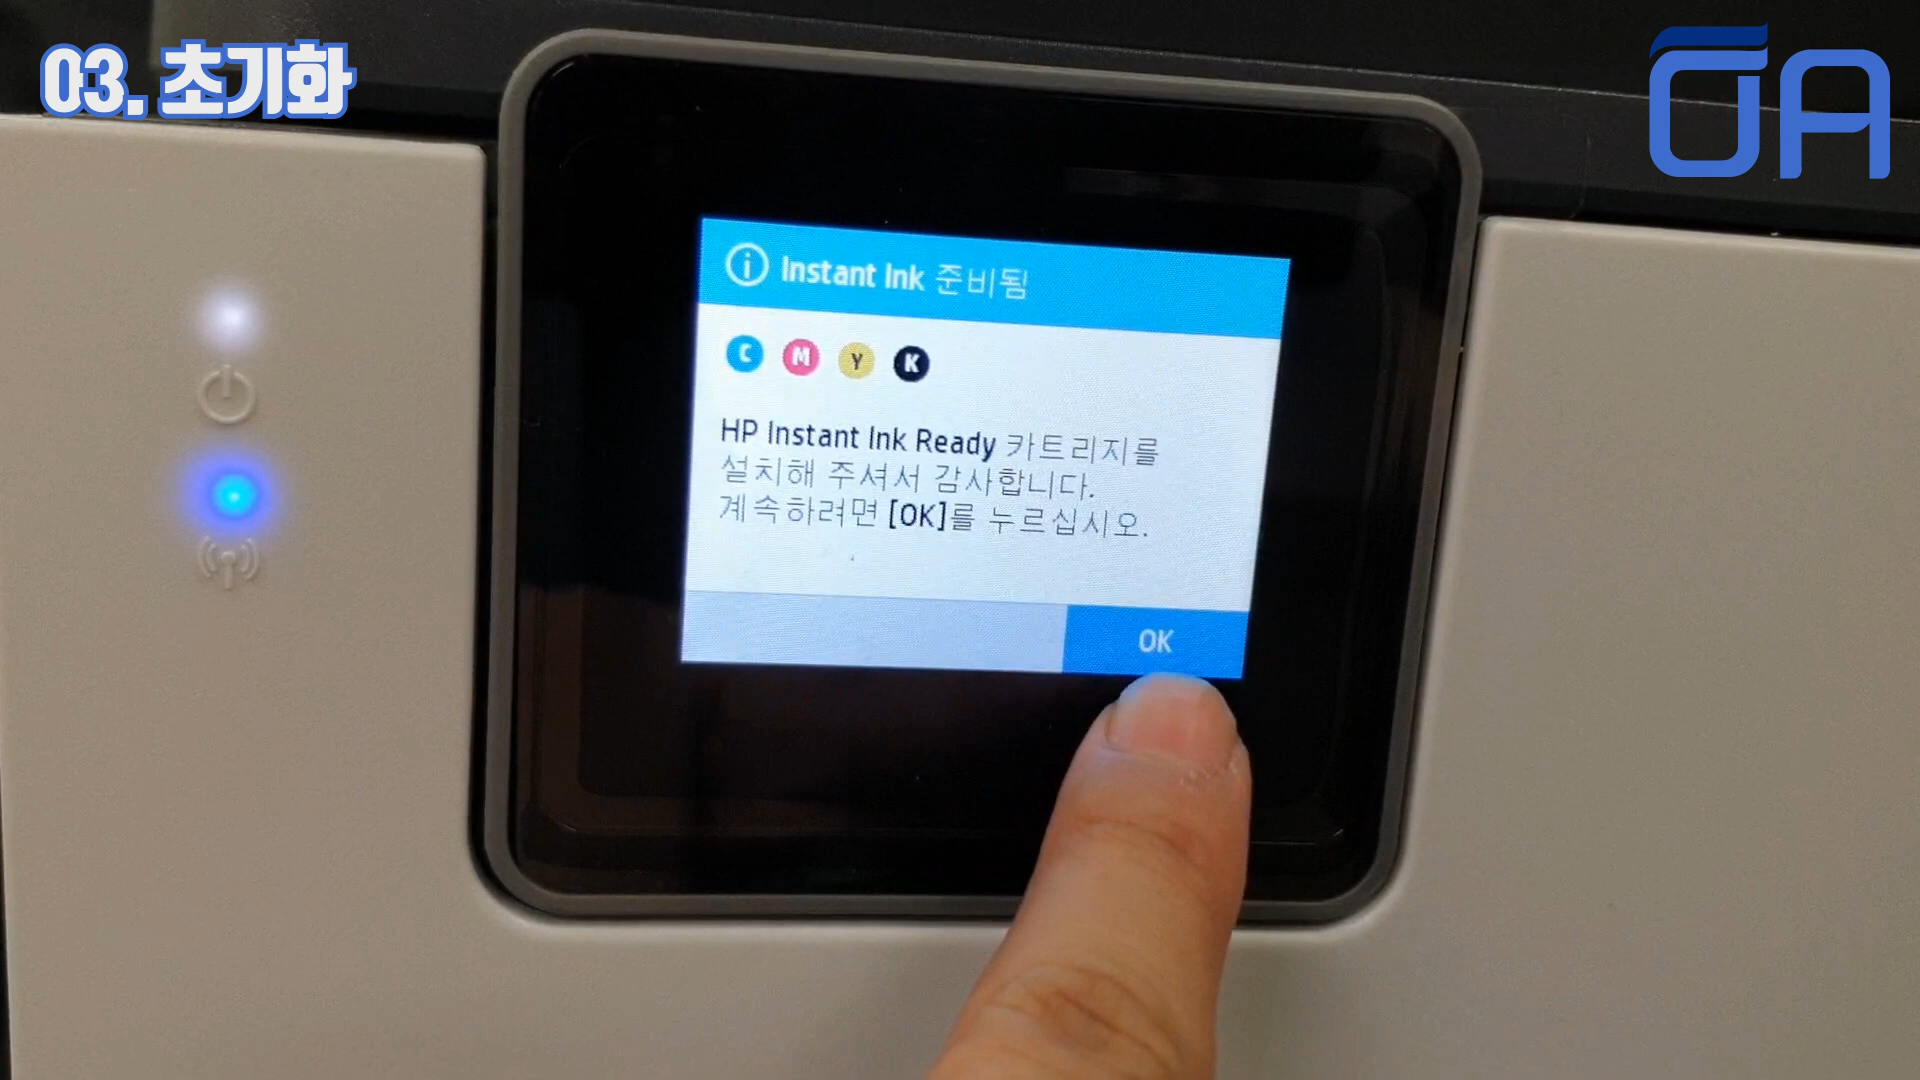 03. 초기화
Instant Ink 준비됨
C M Y K
HP Instant Ink Ready 카트리지를
설치해 주셔서 감사합니다.
계속하려면 [OK]를 누르십시오.
OK